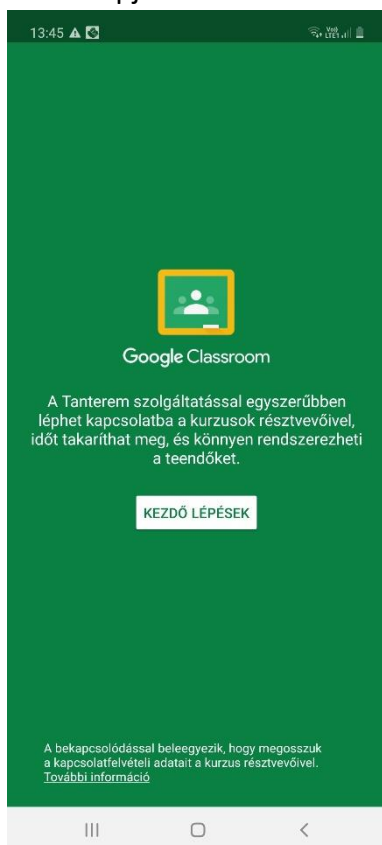 13:45
Google Classroom
A Tanterem szolgáltatással egyszerűbben
léphet kapcsolatba a kurzusok résztvevőivel,
időt takaríthat meg, és könnyen rendszerezheti
a teendőket.
KEZDŐ LÉPÉSEK
A bekapcsolódással beleegyezik, hogy megosszuk
a kapcsolatfelvételi adatait a kurzus résztvevőivel.
További információ